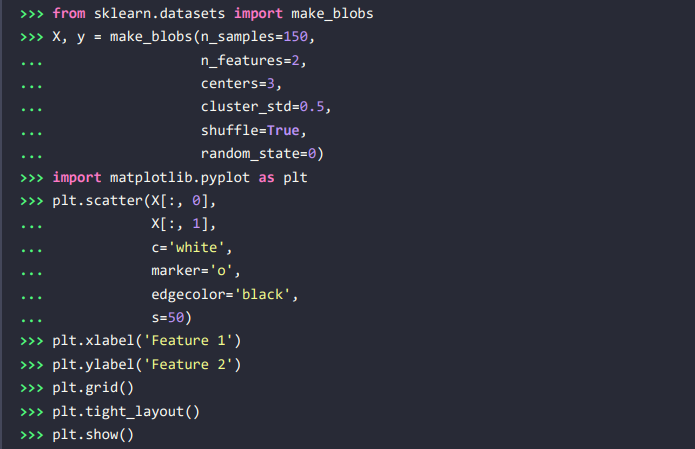 >>> from sklearn.datasets import make_blobs
>>> X, y = make_blobs(n_samples=150,
...                   n_features=2,
...                   centers=3,
...                   cluster_std=0.5,
...                   shuffle=True,
...                   random_state=0)
>>> import matplotlib.pyplot as plt
>>> plt.scatter(X[:, 0],
...             X[:, 1],
...             c='white',
...             marker='o',
...             edgecolor='black',
...             s=50)
>>> plt.xlabel('Feature 1')
>>> plt.ylabel('Feature 2')
>>> plt.grid()
>>> plt.tight_layout()
>>> plt.show()